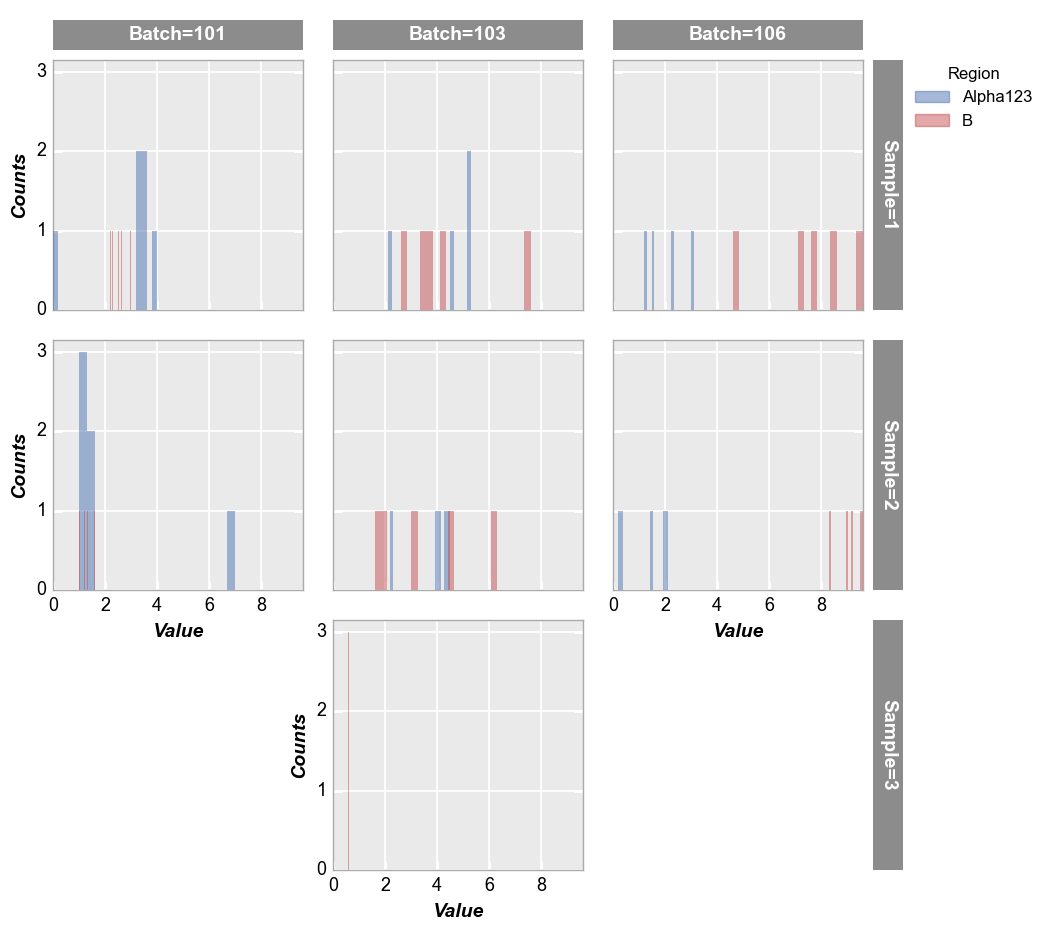 Batch=101
Batch=103
Batch=106
Region
Alpha123
B
3
2
1
0
Counts
Sample=1
3
2
1
0
Counts
Sample=2
0 2 4 6 8
Value
0 2 4 6 8
Value
3
2
1
0
Counts
Sample=3
0 2 4 6 8
Value